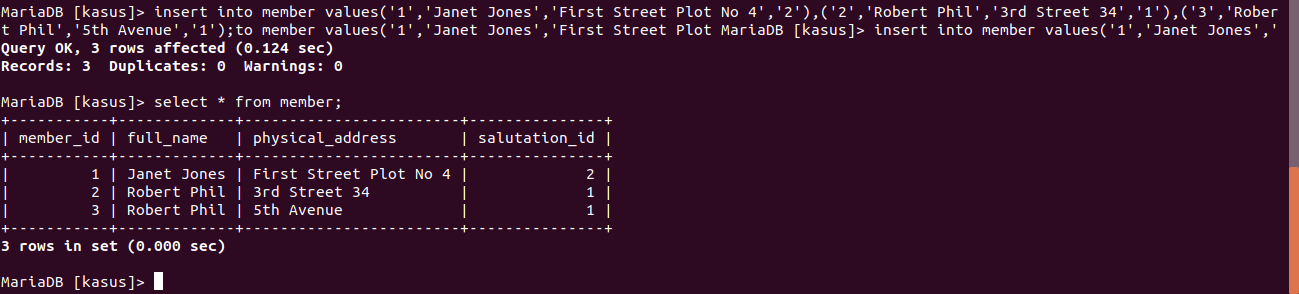 MariaDB [kasus]> insert into member values('1','Janet Jones','First Street Plot No 4','2'),('2','Robert Phil','3rd Street 34','1'),('3','Rober
t Phil','5th Avenue','1');to member values('1','Janet Jones','First Street Plot MariaDB [kasus]> insert into member values('1','Janet Jones','
Query OK, 3 rows affected (0.124 sec)
Records: 3  Duplicates: 0  Warnings: 0
MariaDB [kasus]> select * from member;
+-----------+-------------+------------------------+---------------+
| member_id | full_name   | physical_address       | salutation_id |
+-----------+-------------+------------------------+---------------+
|         1 | Janet Jones | First Street Plot No 4 |             2 |
|         2 | Robert Phil | 3rd Street 34          |             1 |
|         3 | Robert Phil | 5th Avenue             |             1 |
+-----------+-------------+------------------------+---------------+
3 rows in set (0.000 sec)
MariaDB [kasus]>